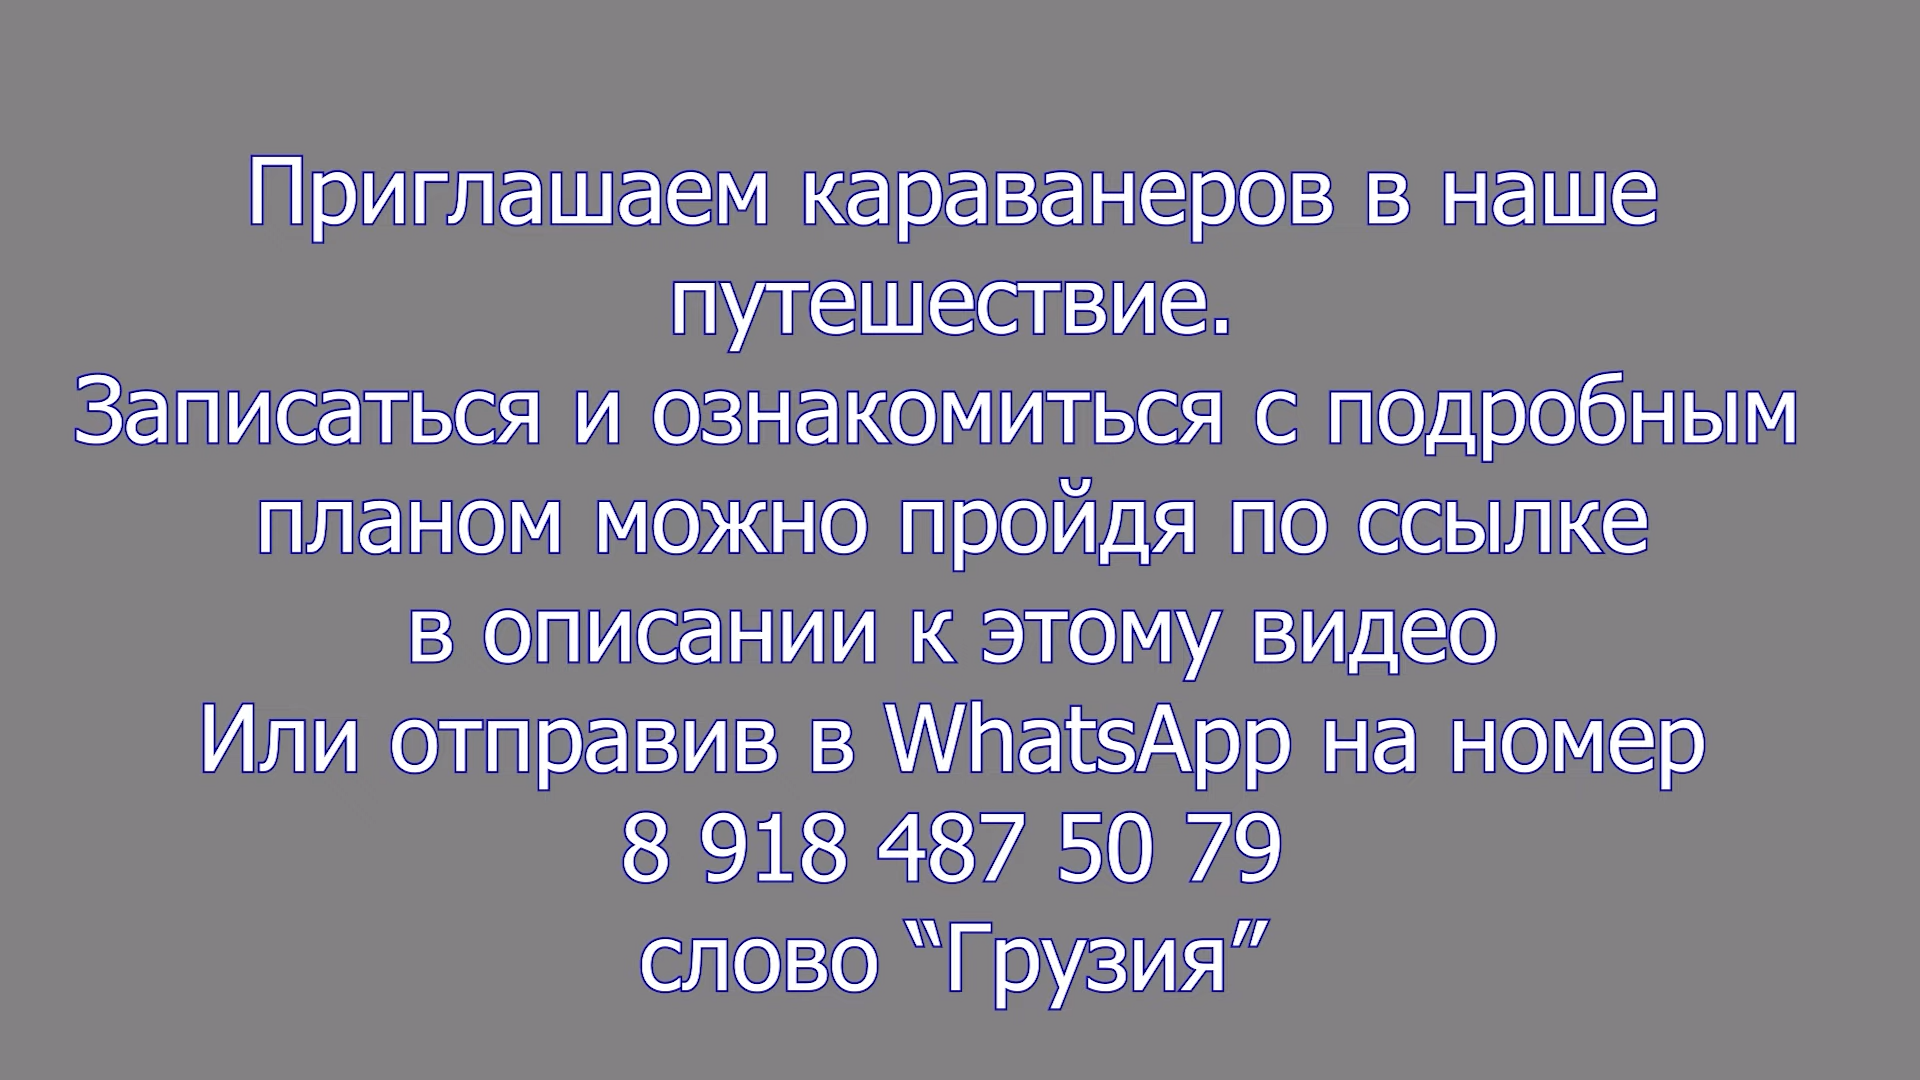 Приглашаем караванеров в наше
путешествие.
Записаться и ознакомиться с подробным
планом можно пройдя по ссылке
в описании к этому видео
Или отправив в WhatsApp на номер
8 918 487 50 79
слово “Грузия”